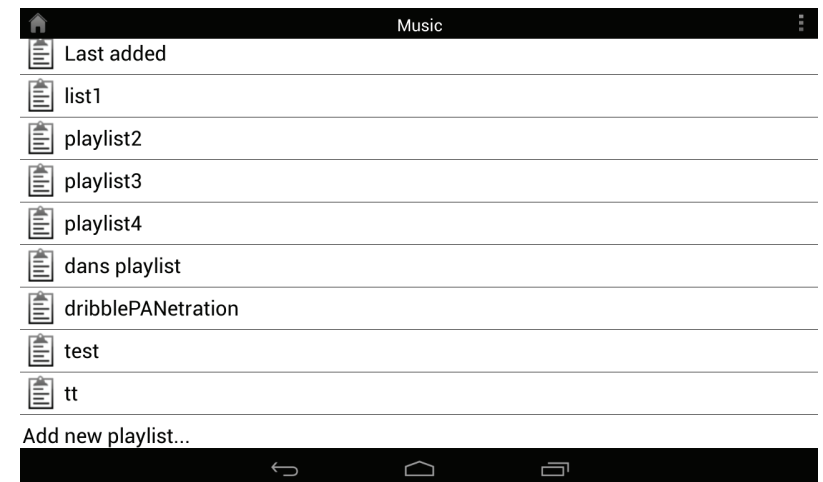 Music
Last added
list1
playlist2
playlist3
playlist4
dans playlist
dribblePANetration
test
tt
Add new playlist...